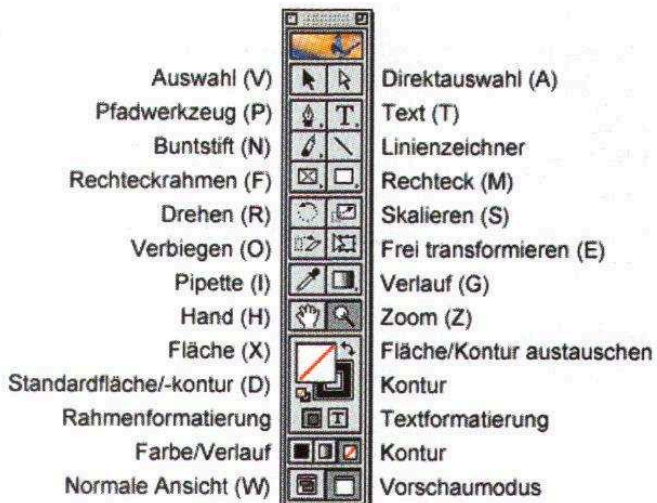 Auswahl (V) Direktauswahl (A)
Pfadwerkzeug (P) T Text (T)
Buntstift (N) Linienzeichner
Rechteckrahmen (F) Rechteck (M)
Drehen (R) Skalieren (S)
Verbiegen (O) Frei transformieren (E)
Pipette (I) Verlauf (G)
Hand (H) Zoom (Z)
Fläche (X) Fläche/Kontur austauschen
Standardfläche/-kontur (D) Kontur
Rahmenformatierung T Textformatierung
Farbe/Verlauf Kontur
Normale Ansicht (W) Vorschaumodus